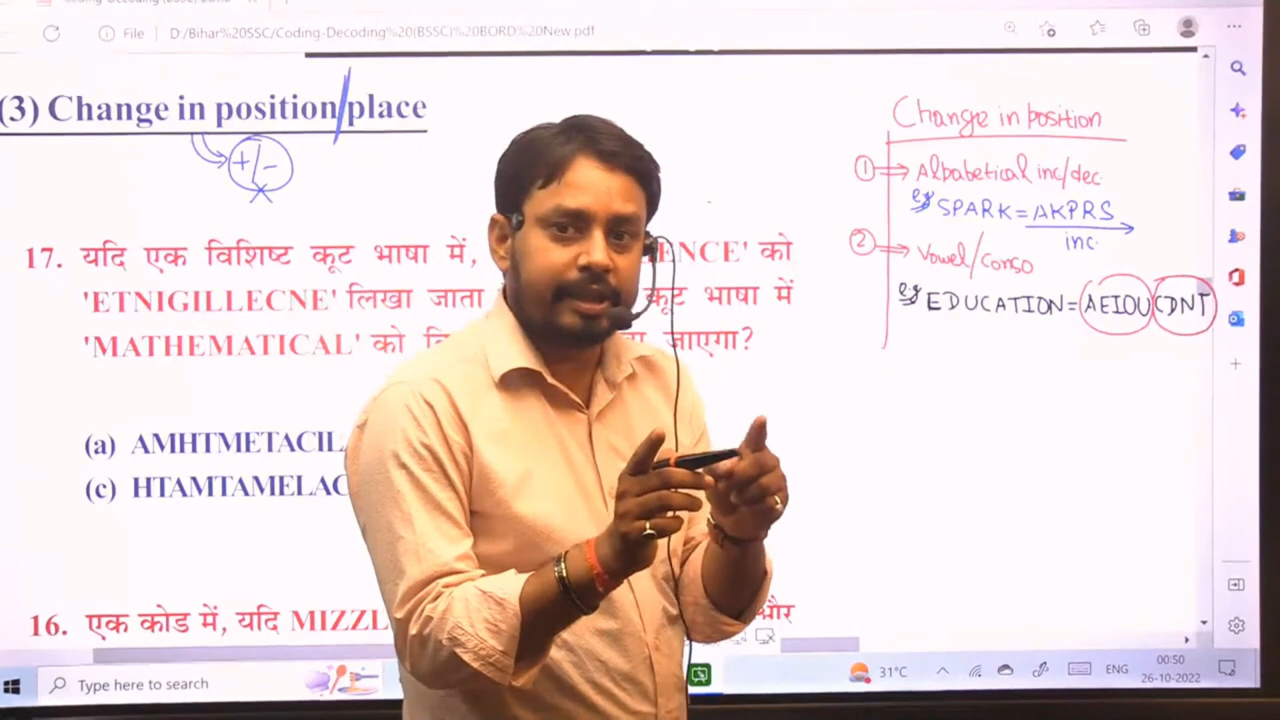 File D:/Bihar%20SSC/Coding-Decoding%20(BSSC)%20BORD%20New.pdf
(3) Change in position/place
+/-
17. यदि एक विशिष्ट कूट भाषा में, ENCE' को
'ETNIGILLECNE' लिखा जाता कूट भाषा में
'MATHEMATICAL' को जाएगा?
(a) AMHTMETACIL
(c) HTAMTAMELAC
16. एक कोड में, यदि MIZZL और
Change in position
① ⇒ Albabetical inc/dec.
eg SPARK = AKPRS
inc.
② ⇒ Vowel/Conso
eg EDUCATION = AEIOU CDNT
Type here to search
31°C
ENG
00:50
26-10-2022